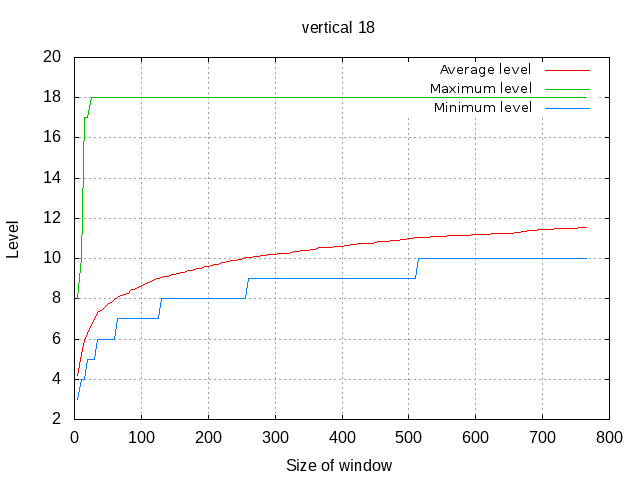 vertical 18
20
18
16
14
12
10
8
6
4
2
0 100 200 300 400 500 600 700 800
Level
Size of window
Average level
Maximum level
Minimum level